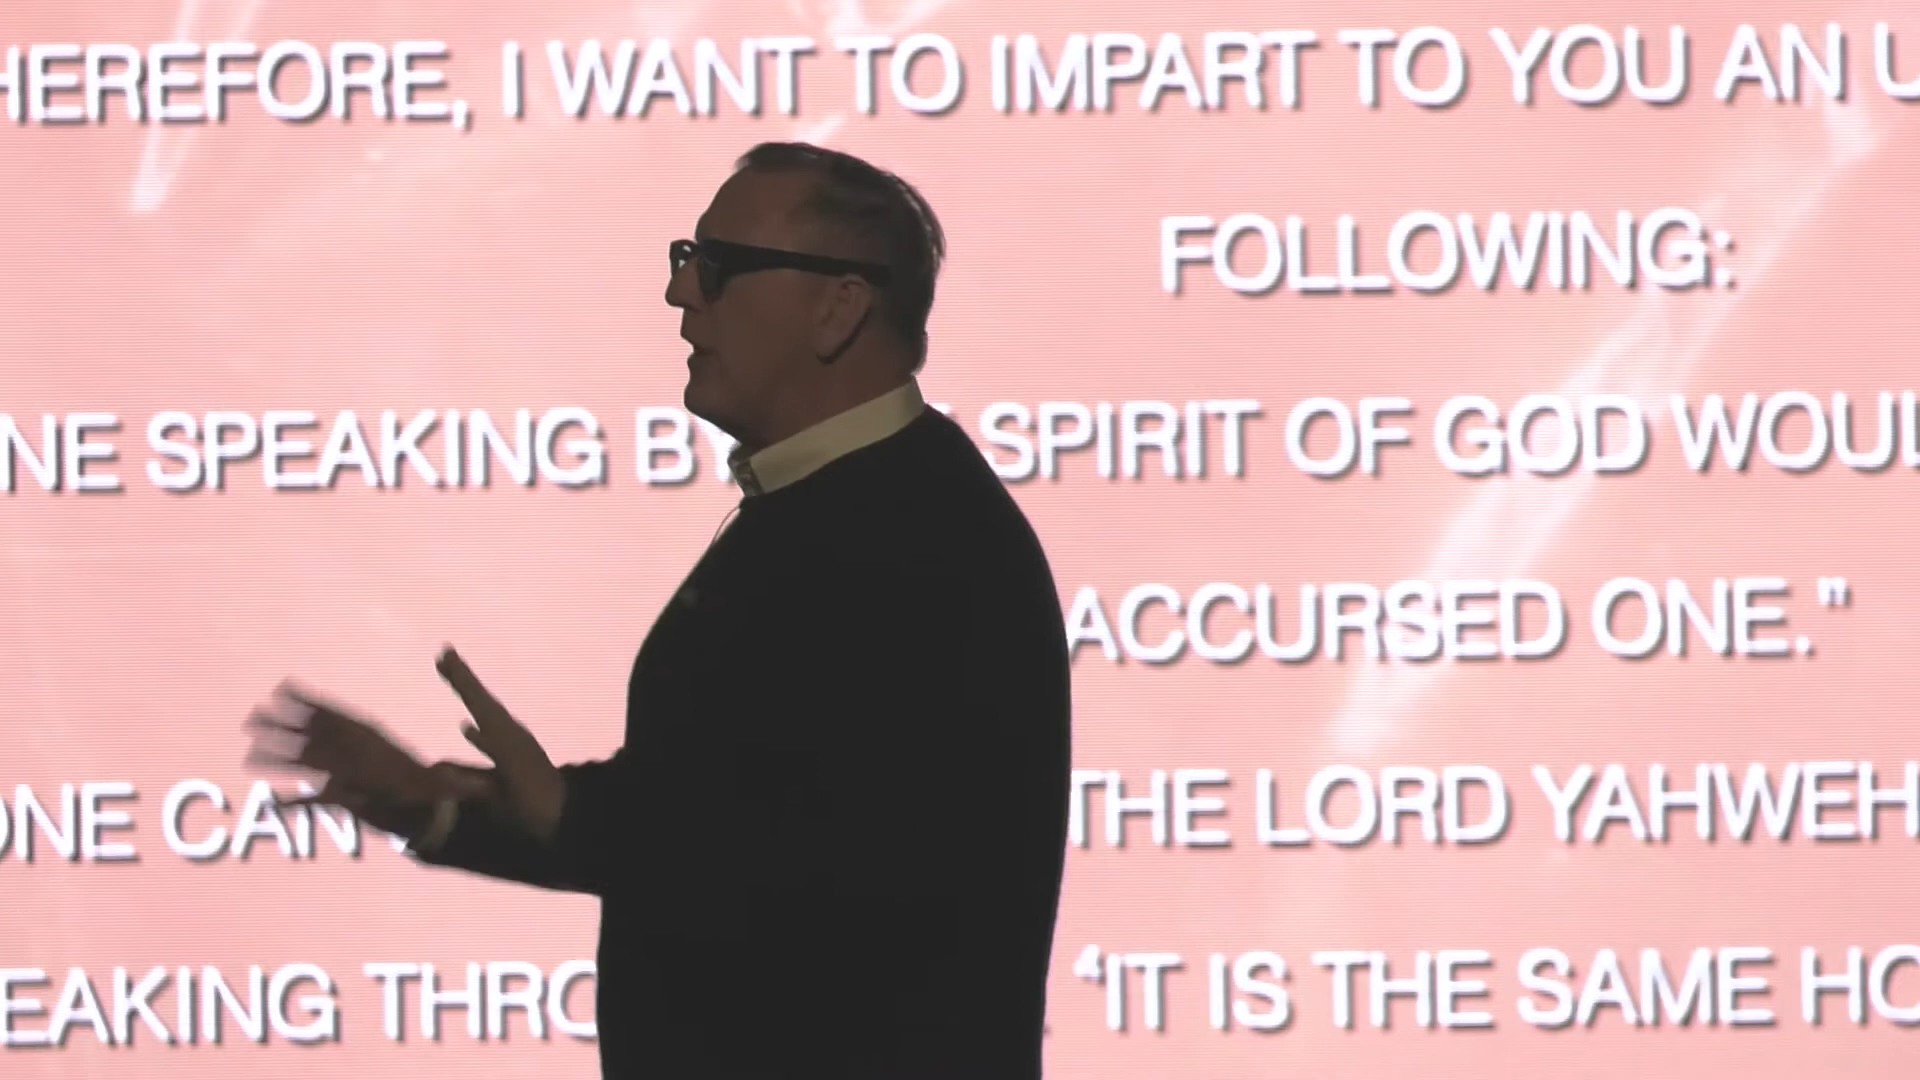 HEREFORE, I WANT TO IMPART TO YOU AN U
FOLLOWING:
NE SPEAKING BY SPIRIT OF GOD WOUL
ACCURSED ONE."
ONE CAN THE LORD YAHWEH
EAKING THRO "IT IS THE SAME HO